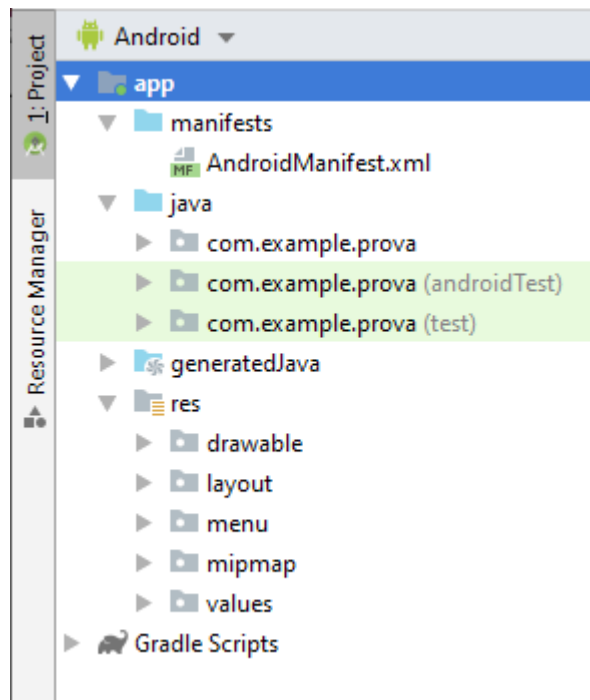 1: Project
Resource Manager
Android
app
manifests
MF AndroidManifest.xml
java
com.example.prova
com.example.prova (androidTest)
com.example.prova (test)
generatedJava
res
drawable
layout
menu
mipmap
values
Gradle Scripts